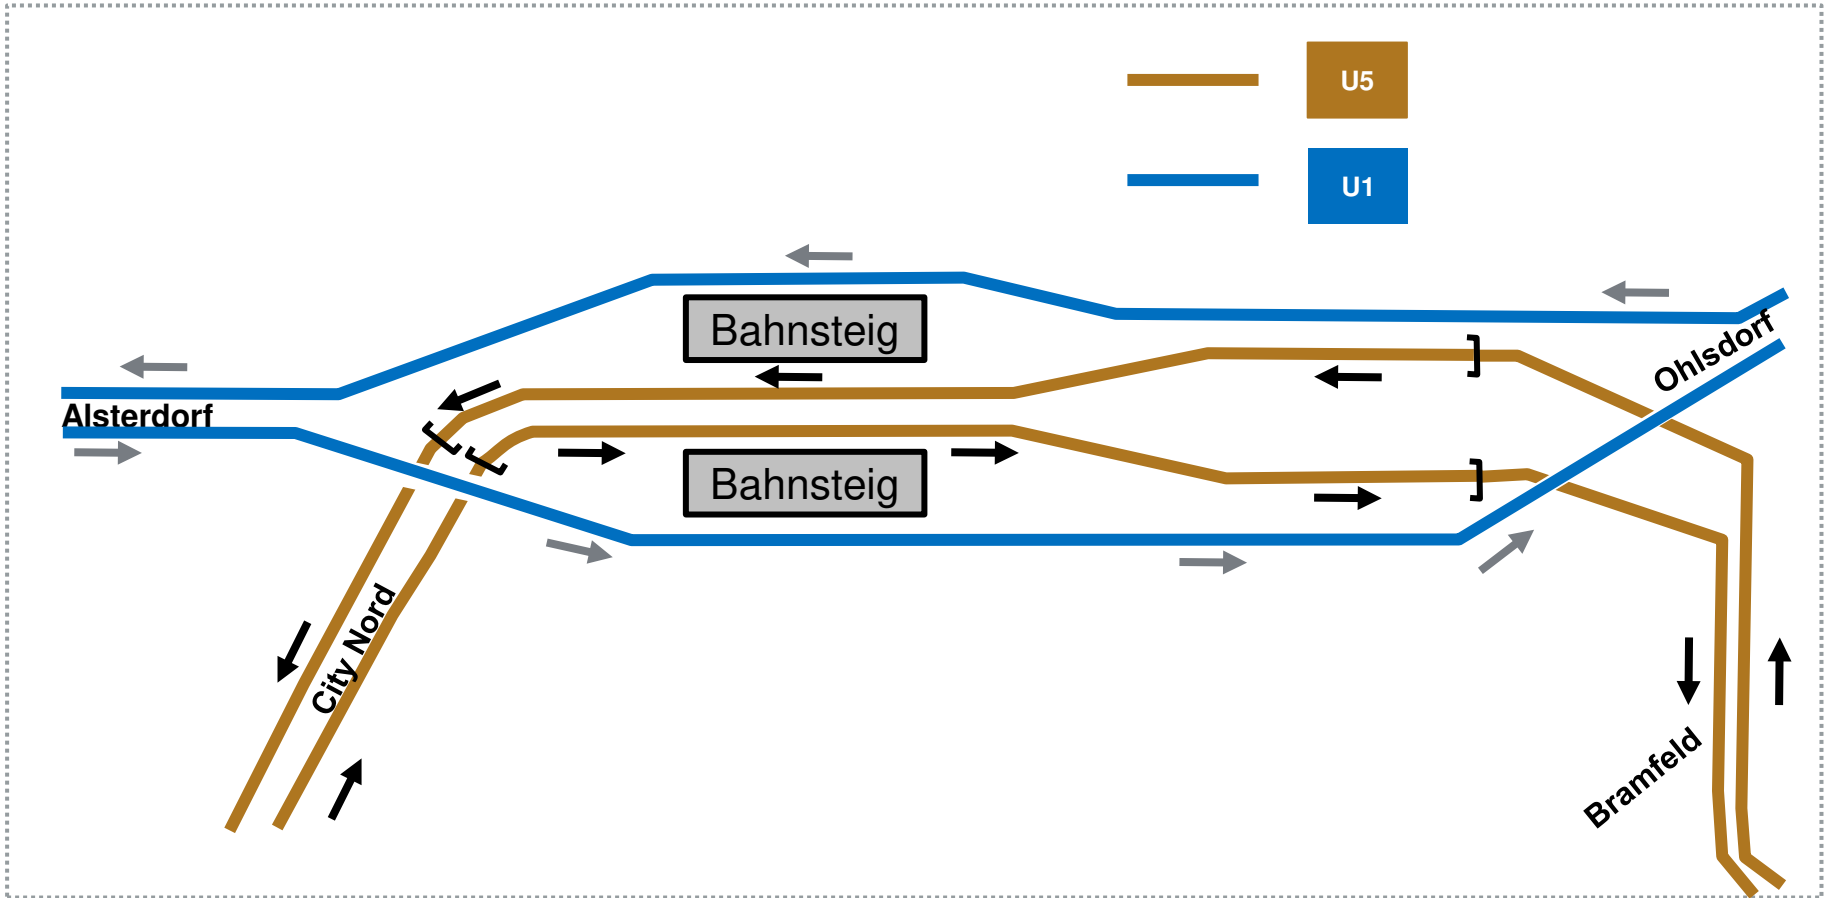 U5
U1
Bahnsteig
Ohlsdorf
Alsterdorf
Bahnsteig
City Nord
Bramfeld